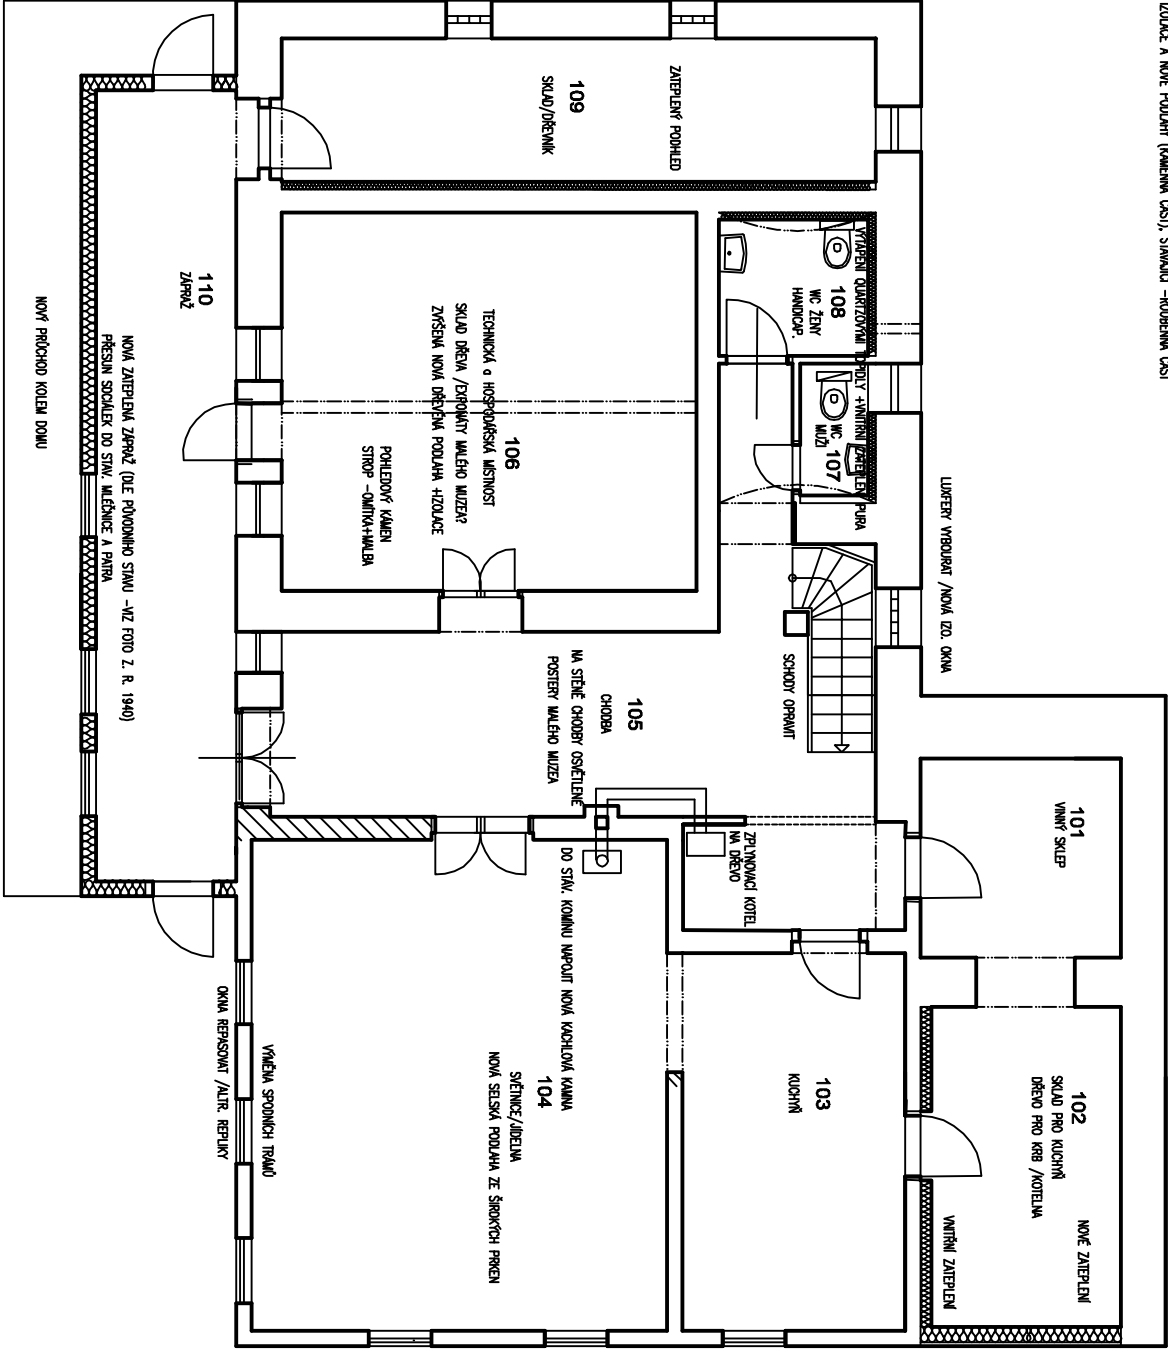 IZOLACE A NOVÉ PODLAHY (KAMENNÁ ČÁST), STÁVAJÍCÍ -ROUBENNÁ ČÁST
LUXFERY VYBOURAT /NOVÁ IZO. OKNA
ZATEPLENÝ PODHLED
109
SKLAD/DŘEVNÍK
VYTÁPENÍ QUARTZOVÝMI TOPIDLY +VNITŘNÍ ZATEPLENÍ PURA
108
WC ŽENY
HANDICAP.
107
WC
MUŽI
SCHODY OPRAVIT
101
VINNÝ SKLEP
102
SKLAD PRO KUCHYŇ
DŘEVO PRO KRB /KOTELNA
NOVÉ ZATEPLENÍ
VNITŘNÍ ZATEPLENÍ
103
KUCHYŇ
ZPLYNOVACÍ KOTEL
NA DŘEVO
105
CHODBA
NA STĚNĚ CHODBY OSVĚTLENÉ
POSTERY MALÉHO MUZEA
106
TECHNICKÁ a HOSPODÁŘSKÁ MÍSTNOST
SKLAD DŘEVA /EXPONÁTY MALÉHO MUZEA?
ZVÝŠENÁ NOVÁ DŘEVĚNÁ PODLAHA +IZOLACE
POHLEDOVÝ KÁMEN
STROP -OMÍTKA+MALBA
DO STÁV. KOMÍNU NAPOJIT NOVÁ KACHLOVÁ KAMNA
104
SVĚTNICE/JÍDELNA
NOVÁ SELSKÁ PODLAHA ZE ŠIROKÝCH PRKEN
VÝMĚNA SPODNÍCH TRÁMŮ
OKNA REPASOVAT /ALTR. REPLIKY
110
ZÁPRAŽ
NOVÁ ZATEPLENÁ ZÁPRAŽ (DLE PŮVODNÍHO STAVU -VIZ FOTO Z. R. 1940)
PŘESUN SOCIÁLEK DO STAV. MLÉČNICE A PATRA
NOVÝ PRŮCHOD KOLEM DOMU